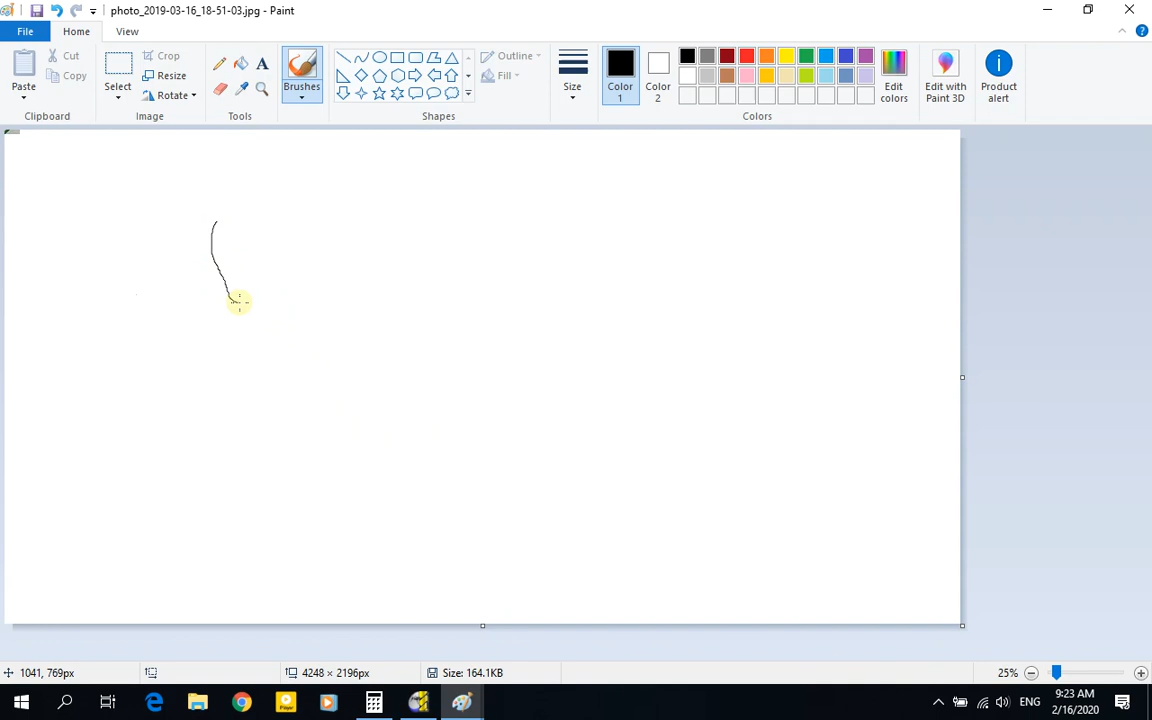 photo_2019-03-16_18-51-03.jpg - Paint
File Home View
Paste
Cut
Copy
Clipboard
Select
Crop
Resize
Rotate
Image
A
Tools
Brushes
Outline
Fill
Shapes
Size
Color 1
Color 2
Edit colors
Colors
Edit with Paint 3D
Product alert
1041, 769px
4248 × 2196px
Size: 164.1KB
25%
ENG
9:23 AM
2/16/2020